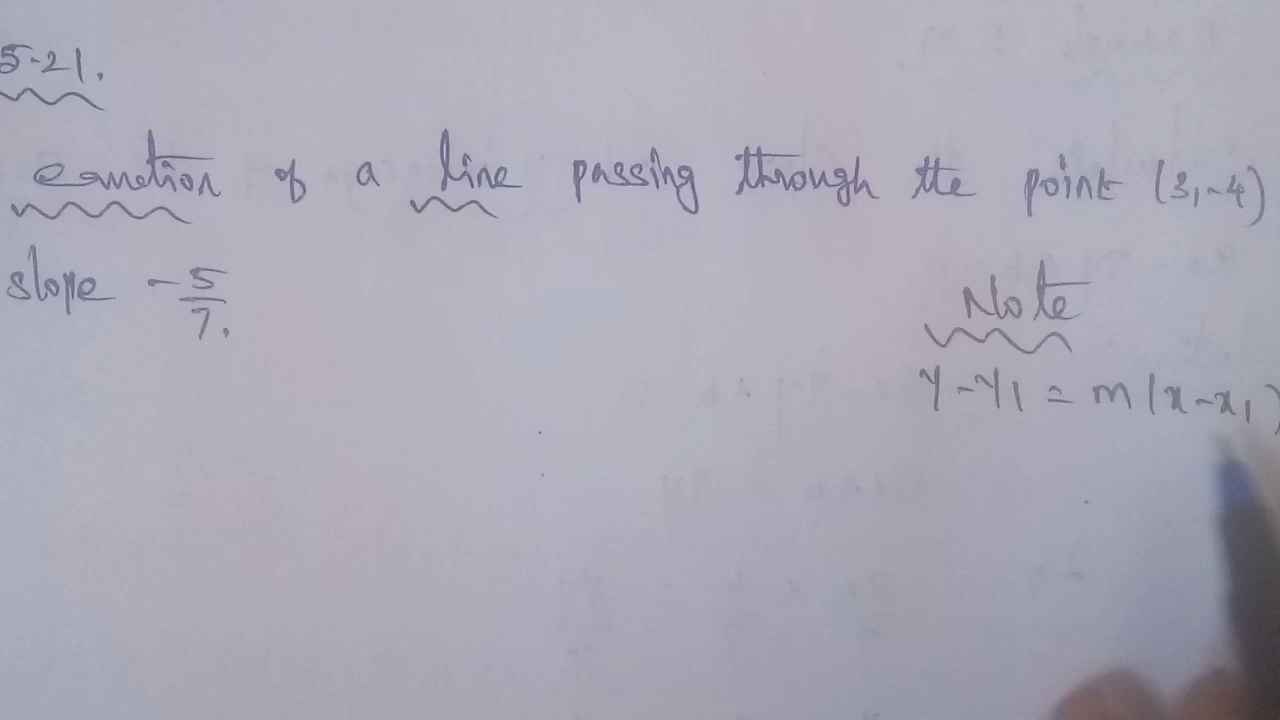 5.21.
equation of a line passing through the point (3,-4)
slope -5/7.
Note
y-y1 = m(x-x1)